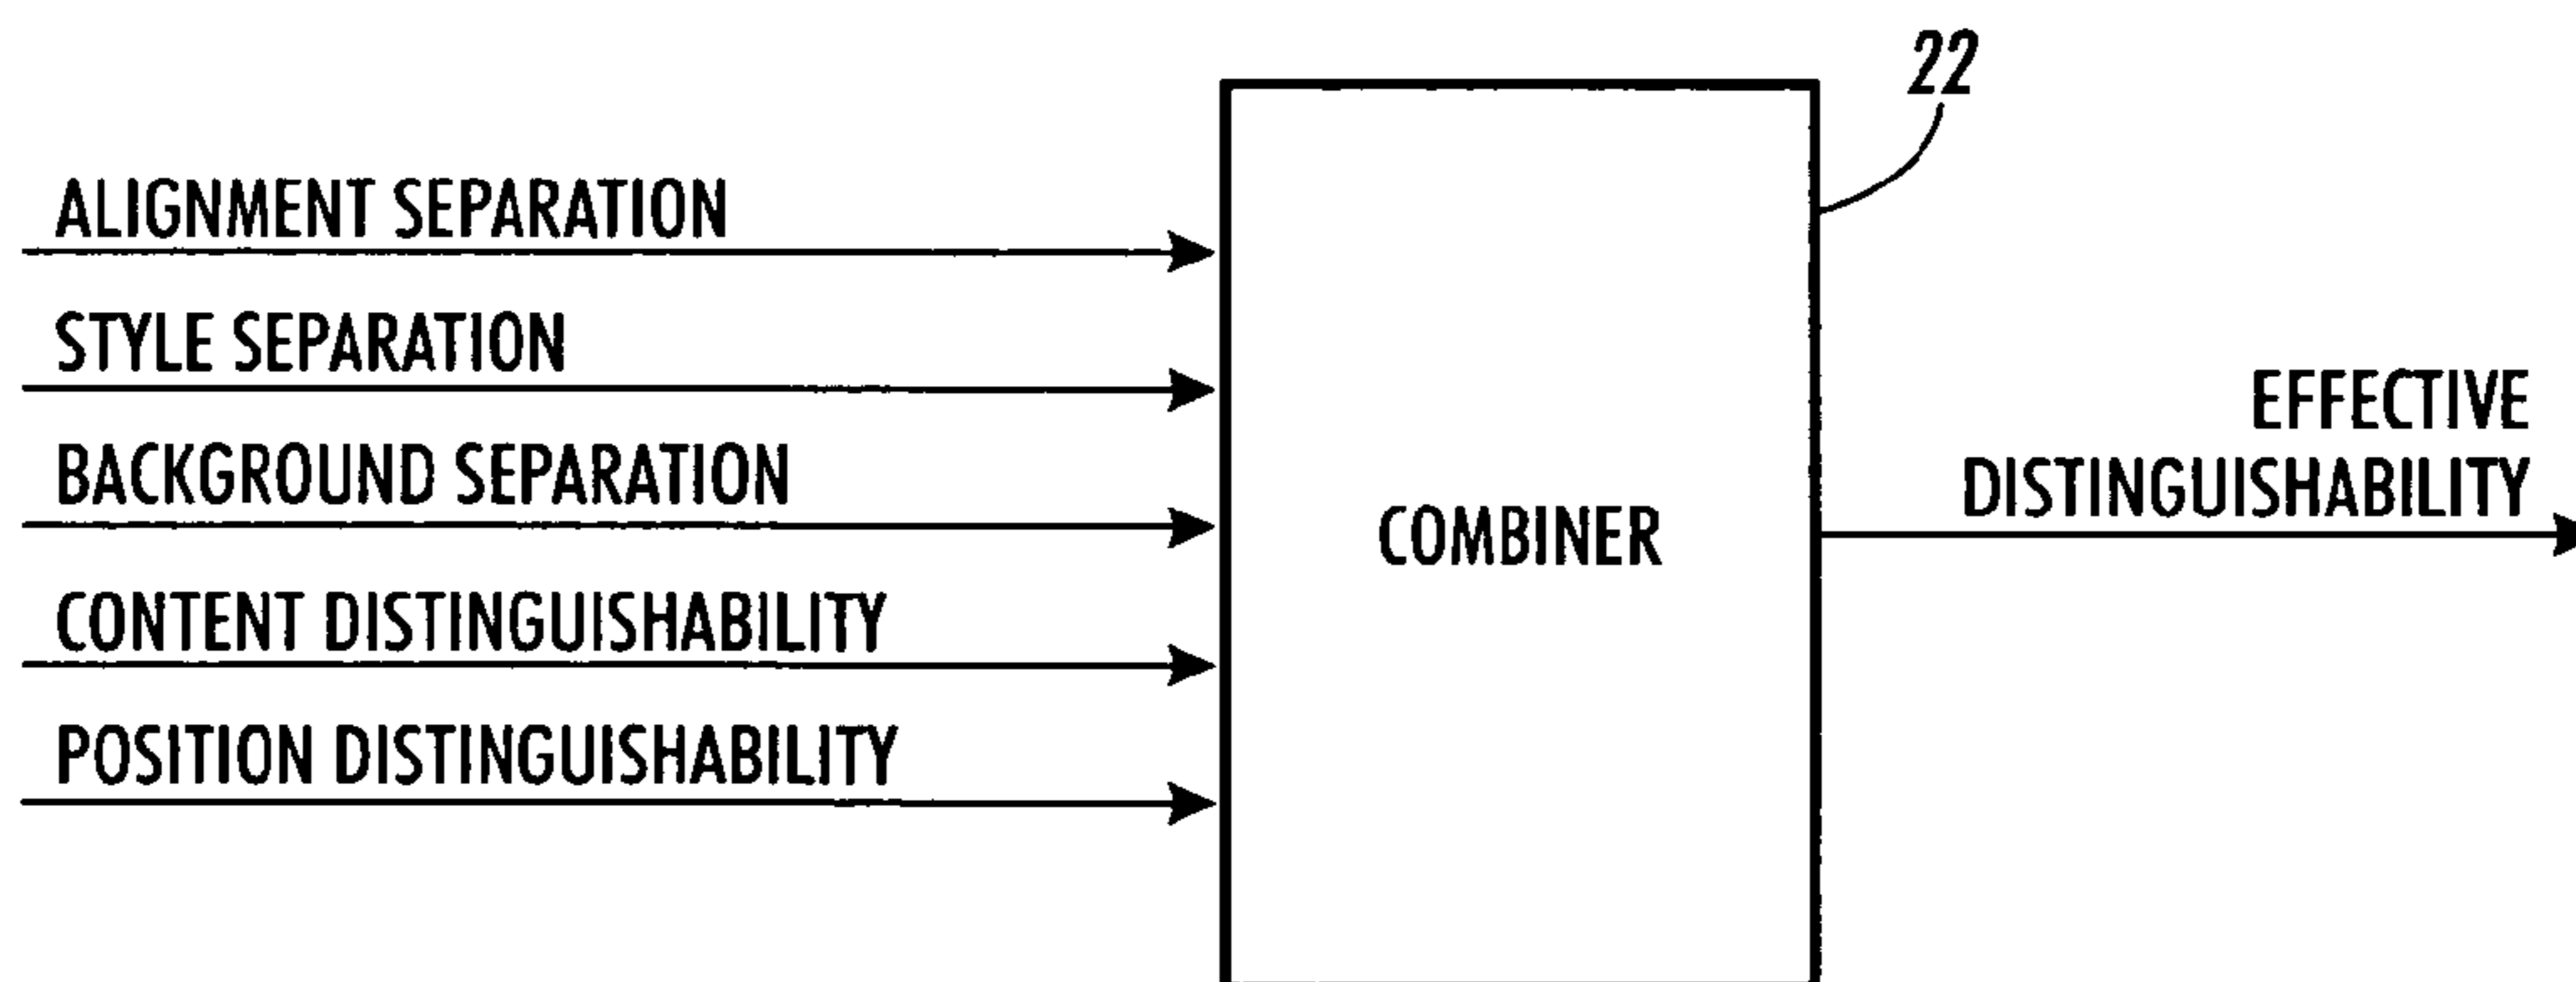 22
ALIGNMENT SEPARATION
STYLE SEPARATION
BACKGROUND SEPARATION
CONTENT DISTINGUISHABILITY
POSITION DISTINGUISHABILITY
COMBINER
EFFECTIVE
DISTINGUISHABILITY